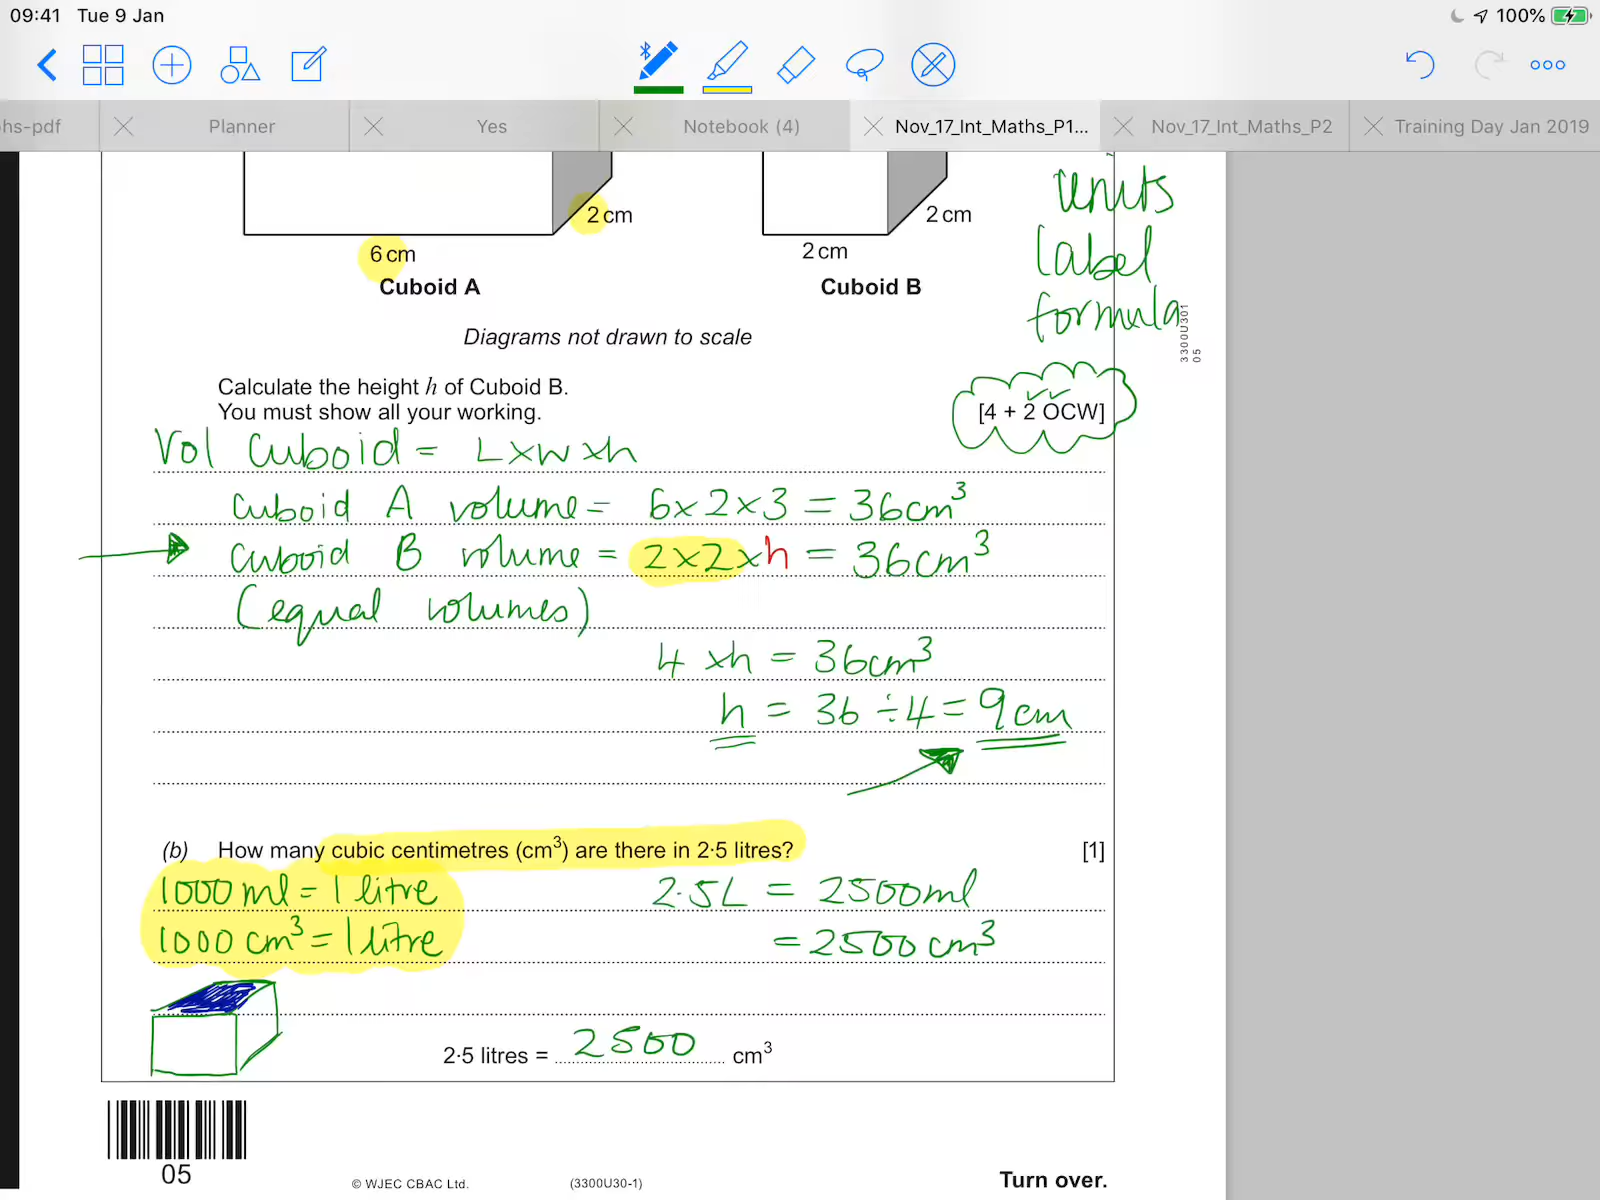 09:41 Tue 9 Jan
100%
hs-pdf
Planner
Yes
Notebook (4)
Nov_17_Int_Maths_P1...
Nov_17_Int_Maths_P2
Training Day Jan 2019
2 cm
6 cm
Cuboid A
2 cm
2 cm
Cuboid B
units
label
formula
3300U301
05
Diagrams not drawn to scale
Calculate the height h of Cuboid B.
You must show all your working.
[4 + 2 OCW]
Vol Cuboid = L×W×h
Cuboid A volume = 6×2×3 = 36cm³
Cuboid B volume = 2×2×h = 36cm³
(equal volumes)
4 ×h = 36cm³
h = 36÷4 = 9cm
(b) How many cubic centimetres (cm³) are there in 2·5 litres? [1]
1000ml = 1 litre
1000 cm³ = 1 litre
2·5L = 2500ml
= 2500 cm³
2·5 litres = 2500 cm³
05
© WJEC CBAC Ltd.
(3300U30-1)
Turn over.